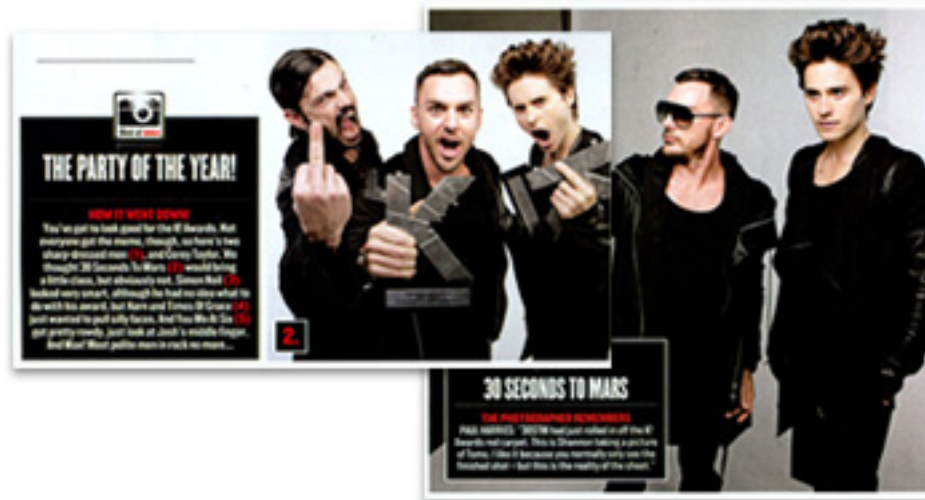 THE PARTY OF THE YEAR!
HOW IT WENT DOWN!
You've got to look good for the K! Awards. Not
everyone got the memo, though, so here's two
sharp-dressed men (1), and Corey Taylor. We
thought 30 Seconds To Mars (2) would bring
a little class, but obviously not. Simon Neil (3)
looked very smart, although he had no idea what to
do with his award, but Korn and Times Of Grace (4)
just wanted to pull silly faces. And You Me At Six (5)
got pretty rowdy, just look at Josh's middle finger.
And Max! Most polite men in rock no more...
2.
30 SECONDS TO MARS
THE PHOTOGRAPHER REMEMBERS
PAUL HARRIES: "30STM had just rolled in off the K!
Awards red carpet. This is Shannon taking a picture
of Tomo. I like it because you normally only see the
finished shot – but this is the reality of the shoot."